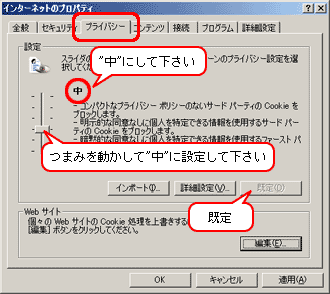 インターネットのプロパティ
全般 セキュリティ プライバシー コンテンツ 接続 プログラム 詳細設定
設定
スライダ ーンのプライバシー設定を選
択してく
"中"にして下さい
中
- コンパクトなプライバシー ポリシーのないサード パーティの Cookie を
ブロックします。
- 明示的な同意なしに個人を特定できる情報を使用するサード パー
ティの Cookie をブロックします。
- 暗黙的な同意なしに個人を特定できる情報を使用するファースト パ
つまみを動かして"中"に設定して下さい
インポート(I)... 詳細設定(V)... 既定(D)
既定
Web サイト
個々の Web サイトの Cookie 処理を上書きする
[編集] ボタンをクリックしてください。
編集(E)...
OK キャンセル 適用(A)